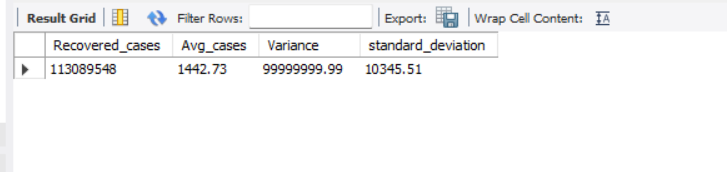 Result Grid Filter Rows: Export: Wrap Cell Content: IA
Recovered_cases Avg_cases Variance standard_deviation
113089548 1442.73 99999999.99 10345.51